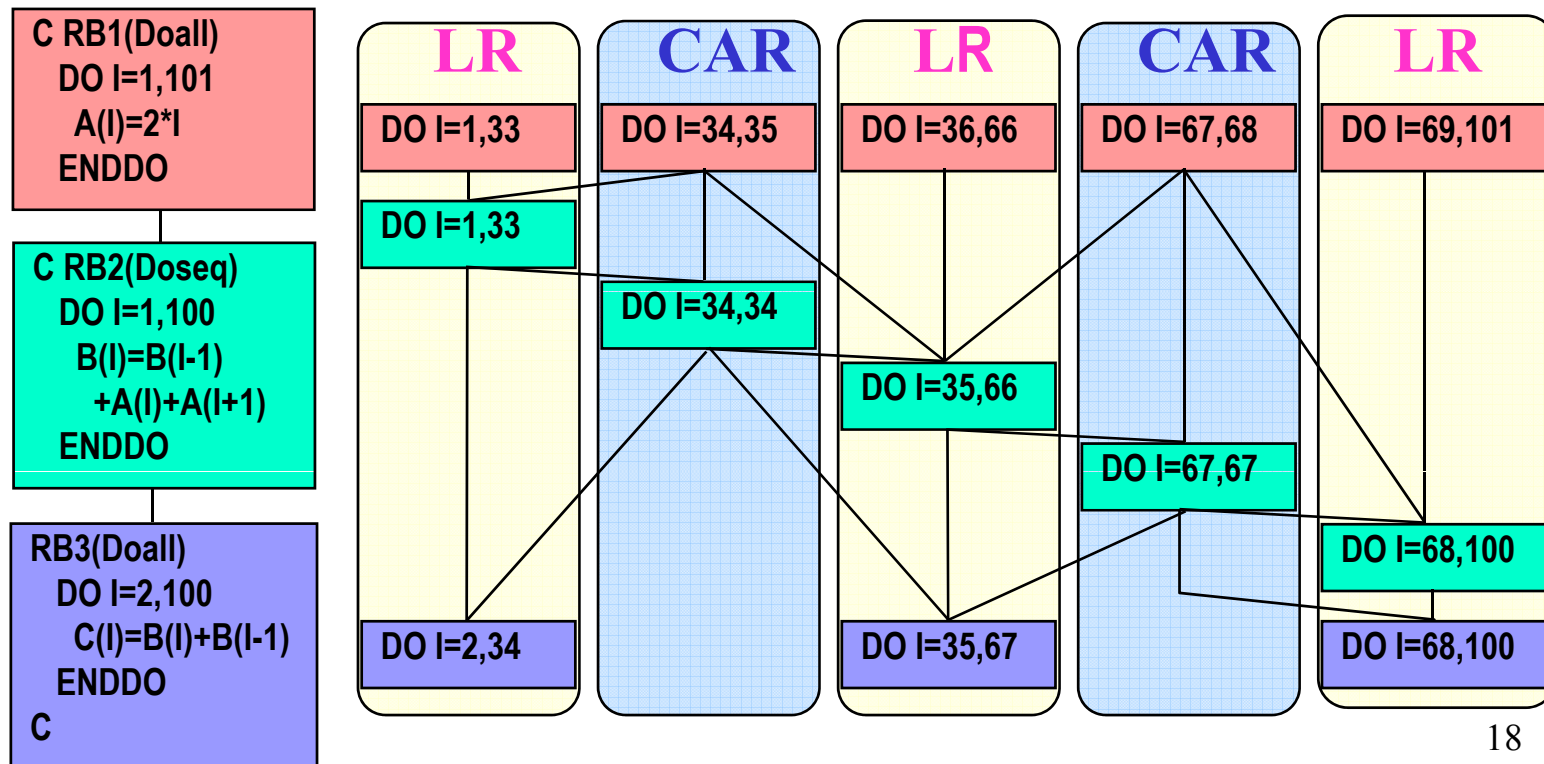 C RB1(Doall)
DO I=1,101
A(I)=2*I
ENDDO
C RB2(Doseq)
DO I=1,100
B(I)=B(I-1)
+A(I)+A(I+1)
ENDDO
RB3(Doall)
DO I=2,100
C(I)=B(I)+B(I-1)
ENDDO
C
LR
DO I=1,33
DO I=1,33
DO I=2,34
CAR
DO I=34,35
DO I=34,34
LR
DO I=36,66
DO I=35,66
DO I=35,67
CAR
DO I=67,68
DO I=67,67
LR
DO I=69,101
DO I=68,100
DO I=68,100
18